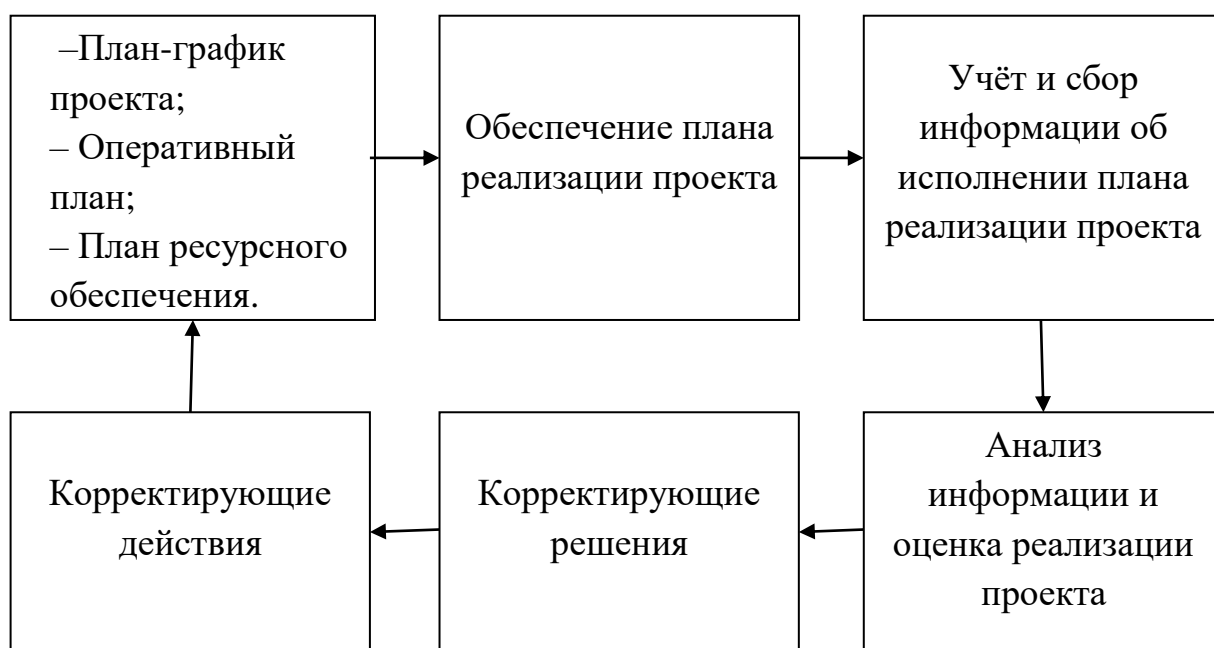 –План-график
проекта;
– Оперативный
план;
– План ресурсного
обеспечения.
Обеспечение плана
реализации проекта
Учёт и сбор
информации об
исполнении плана
реализации проекта
Анализ
информации и
оценка реализации
проекта
Корректирующие
решения
Корректирующие
действия